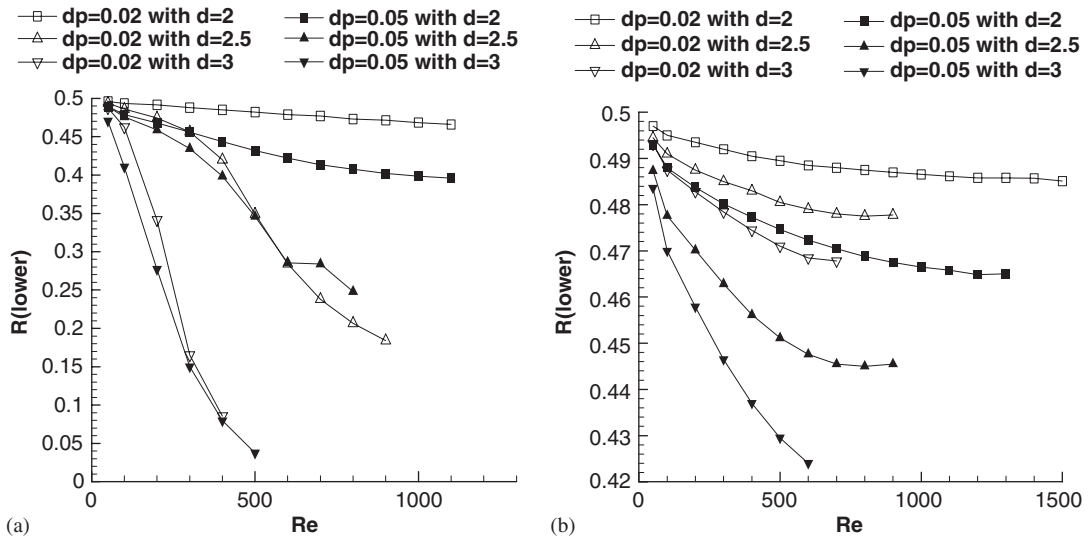 dp=0.02 with d=2
dp=0.02 with d=2.5
dp=0.02 with d=3
dp=0.05 with d=2
dp=0.05 with d=2.5
dp=0.05 with d=3
R(lower)
0.5
0.45
0.4
0.35
0.3
0.25
0.2
0.15
0.1
0.05
0
0
500
1000
Re
(a)
dp=0.02 with d=2
dp=0.02 with d=2.5
dp=0.02 with d=3
dp=0.05 with d=2
dp=0.05 with d=2.5
dp=0.05 with d=3
R(lower)
0.5
0.49
0.48
0.47
0.46
0.45
0.44
0.43
0.42
0
500
1000
1500
Re
(b)